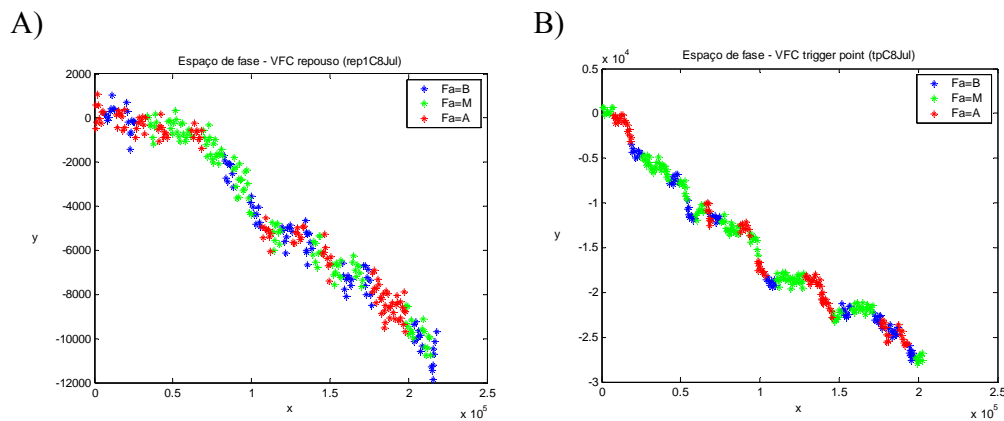 A)
Espaço de fase - VFC repouso (rep1C8Jul)
2000
0
-2000
-4000
-6000
-8000
-10000
-12000
y
0
0.5
1
1.5
2
2.5
x
x 10^5
Fa=B
Fa=M
Fa=A
B)
x 10^4
Espaço de fase - VFC trigger point (tpC8Jul)
0.5
0
-0.5
-1
-1.5
-2
-2.5
-3
y
0
0.5
1
1.5
2
2.5
x
x 10^5
Fa=B
Fa=M
Fa=A